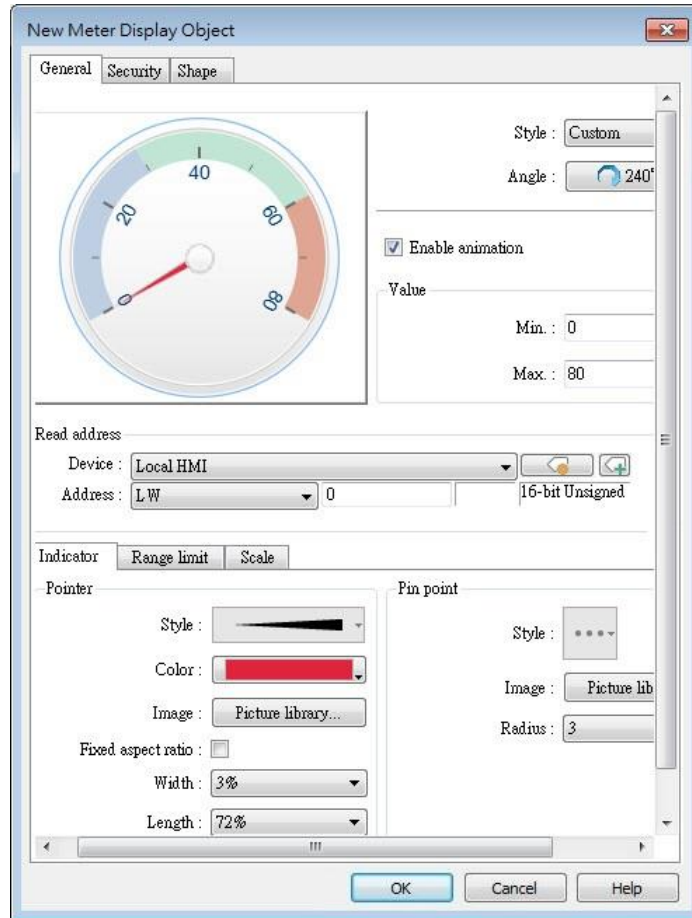 New Meter Display Object
General Security Shape
Style : Custom
Angle : 240°
0 20 40 60 80
Enable animation
Value
Min. : 0
Max. : 80
Read address
Device : Local HMI
Address : LW 0 16-bit Unsigned
Indicator Range limit Scale
Pointer Pin point
Style : Style :
Color :
Image : Picture library... Image : Picture lib
Radius : 3
Fixed aspect ratio :
Width : 3%
Length : 72%
OK Cancel Help